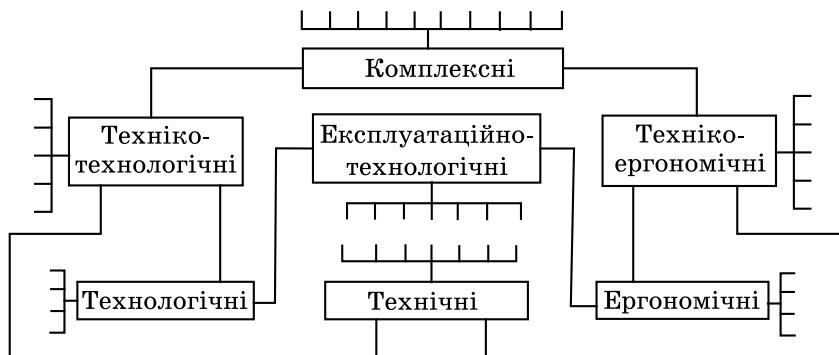 Комплексні
Техніко-
технологічні
Експлуатаційно-
технологічні
Техніко-
ергономічні
Технологічні
Технічні
Ергономічні